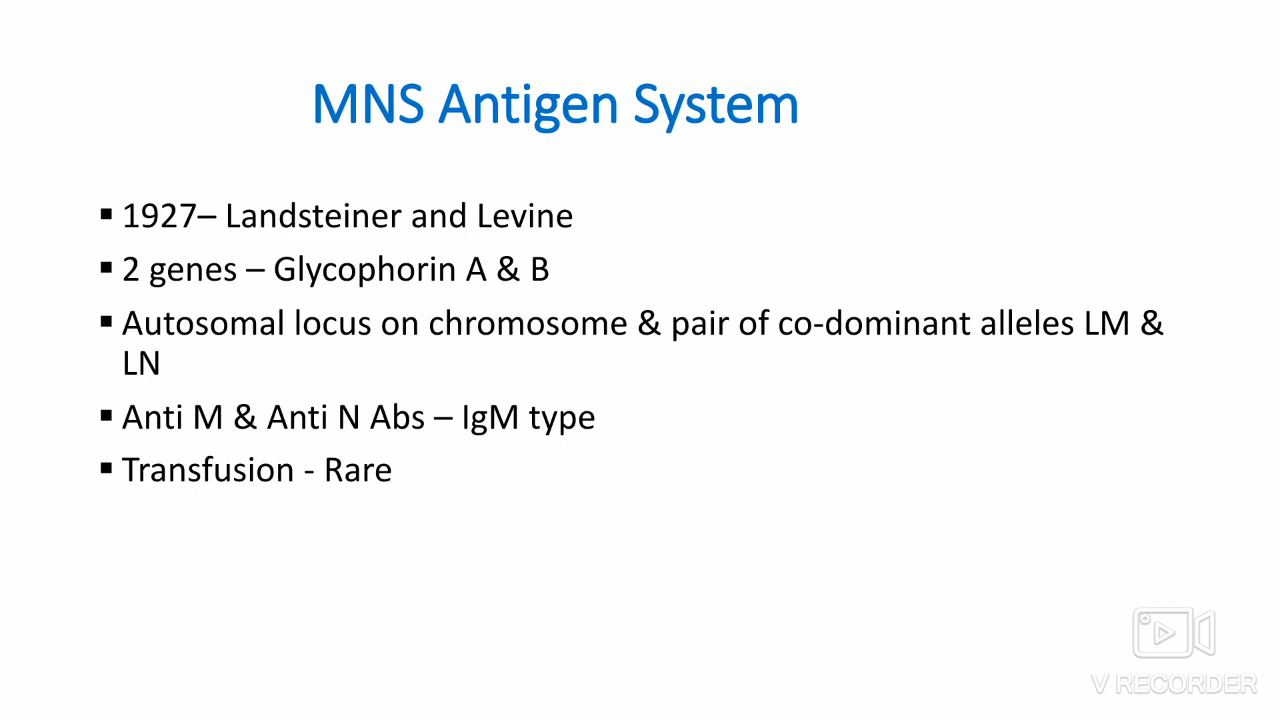 MNS Antigen System
▪ 1927– Landsteiner and Levine
▪ 2 genes – Glycophorin A & B
▪ Autosomal locus on chromosome & pair of co-dominant alleles LM &
LN
▪ Anti M & Anti N Abs – IgM type
▪ Transfusion - Rare
V RECORDER